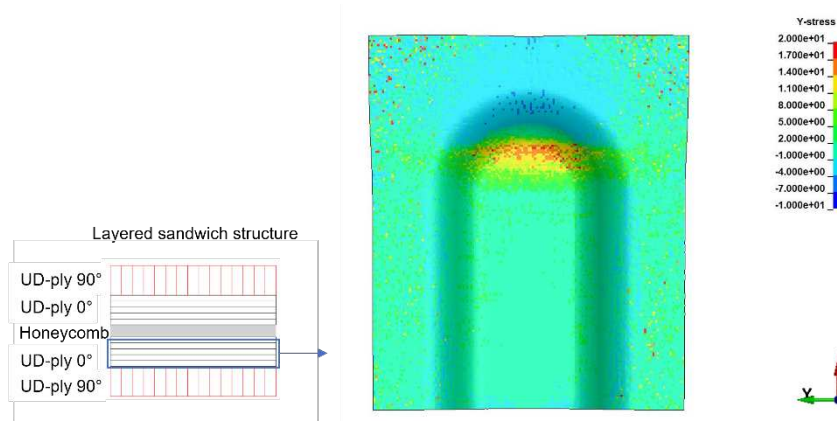 Layered sandwich structure
UD-ply 90°
UD-ply 0°
Honeycomb
UD-ply 0°
UD-ply 90°
Y-stress
2.000e+01
1.700e+01
1.400e+01
1.100e+01
8.000e+00
5.000e+00
2.000e+00
-1.000e+00
-4.000e+00
-7.000e+00
-1.000e+01
Y